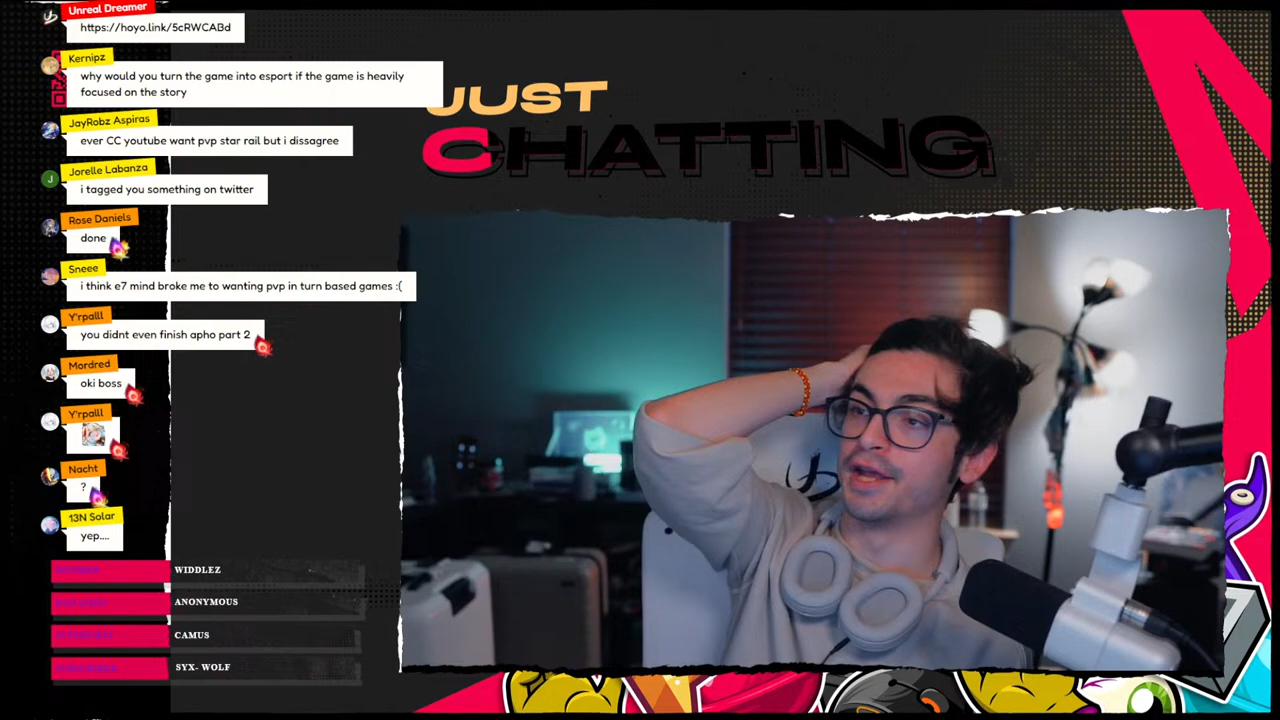 Unreal Dreamer
https://hoyo.link/5cRWCABd
Kernipz
why would you turn the game into esport if the game is heavily
focused on the story
JUST
CHATTING
JayRobz Aspiras
ever CC youtube want pvp star rail but i dissagree
Jorelle Labanza
i tagged you something on twitter
Rose Daniels
done
Sneee
i think e7 mind broke me to wanting pvp in turn based games :(
Y'rpalll
you didnt even finish apho part 2
Mordred
oki boss
Y'rpalll
Nacht
?
13N Solar
yep....
WIDDLEZ
ANONYMOUS
CAMUS
SYX- WOLF